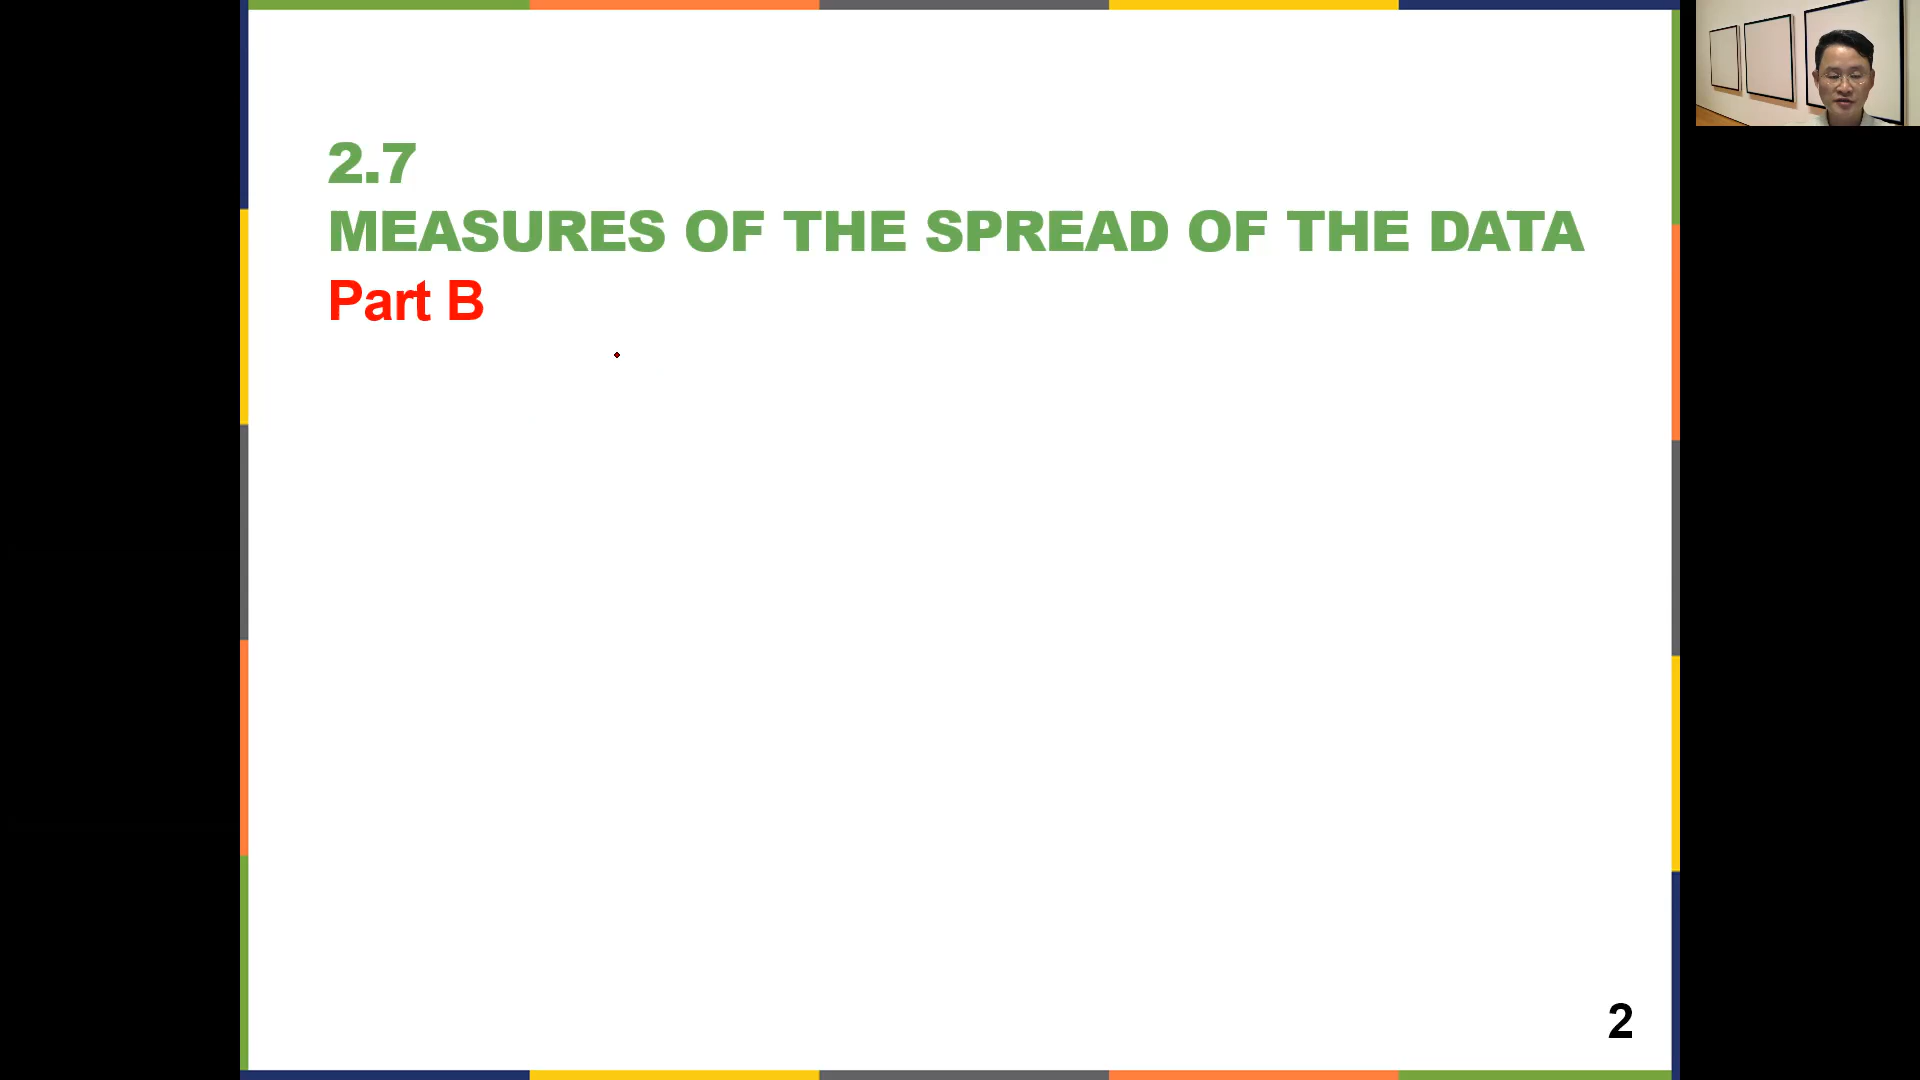 2.7
MEASURES OF THE SPREAD OF THE DATA
Part B
2